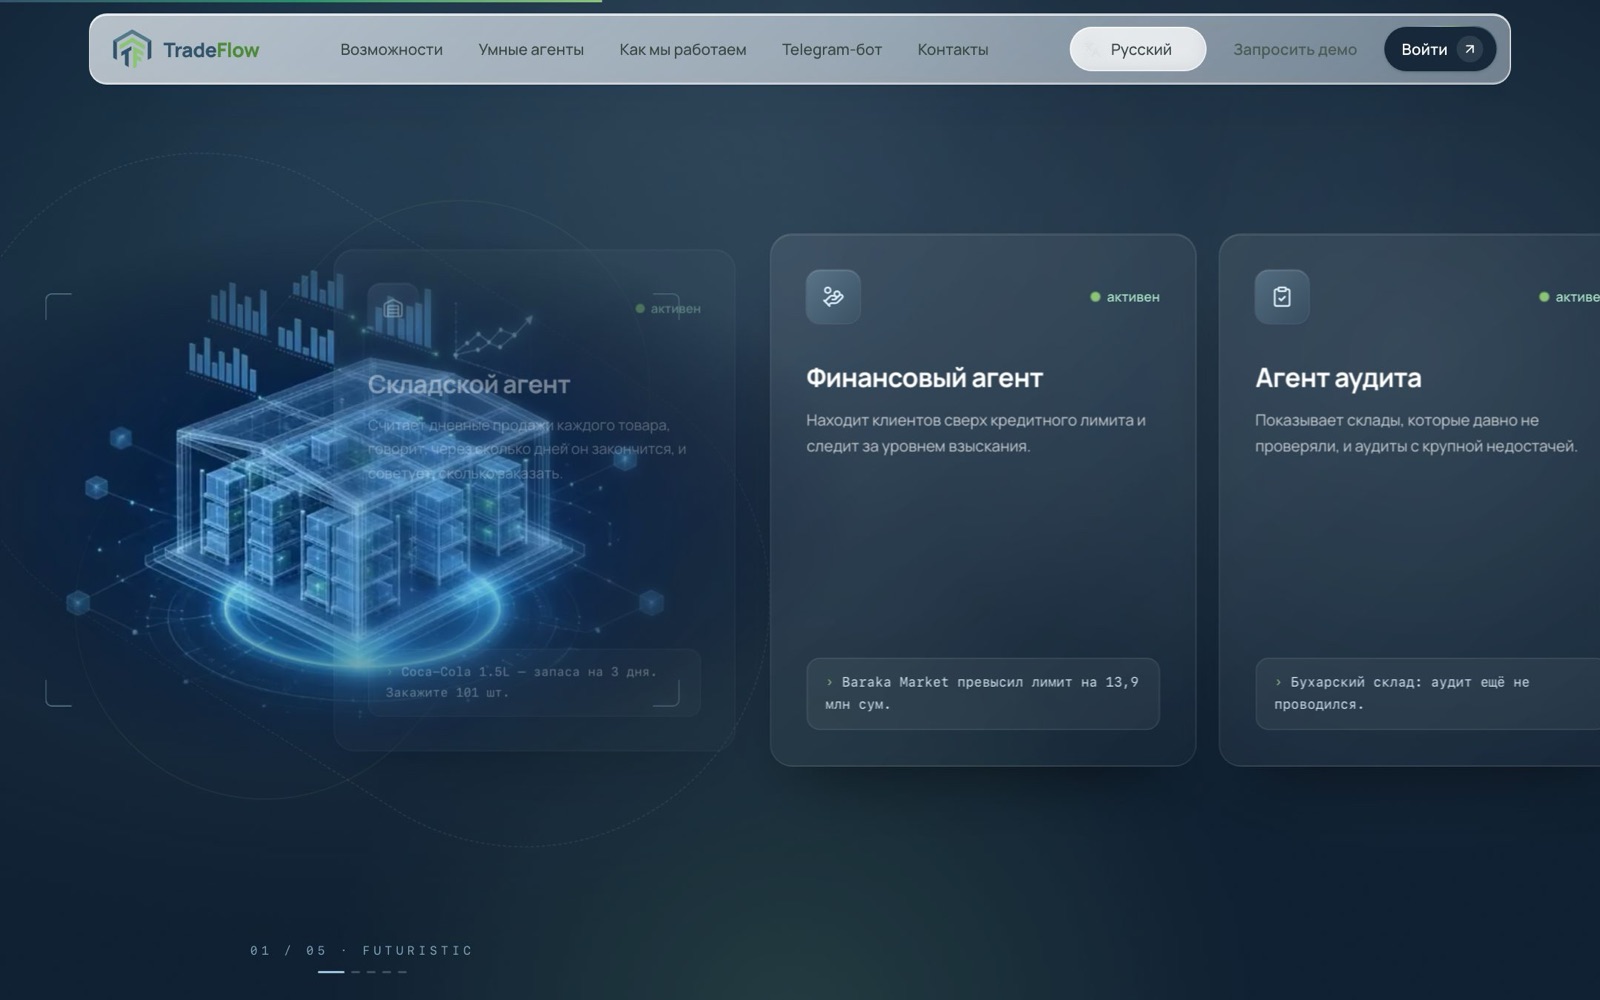 TradeFlow
Возможности
Умные агенты
Как мы работаем
Telegram-бот
Контакты
Русский
Запросить демо
Войти
активен
Складской агент
Считает дневные продажи каждого товара,
говорит, через сколько дней он закончится, и
советует, сколько заказать.
› Coca-Cola 1.5L — запаса на 3 дня.
Закажите 101 шт.
активен
Финансовый агент
Находит клиентов сверх кредитного лимита и
следит за уровнем взыскания.
› Baraka Market превысил лимит на 13,9
млн сум.
активе
Агент аудита
Показывает склады, которые давно не
проверяли, и аудиты с крупной недостачей.
› Бухарский склад: аудит ещё не
проводился.
01 / 05 · FUTURISTIC